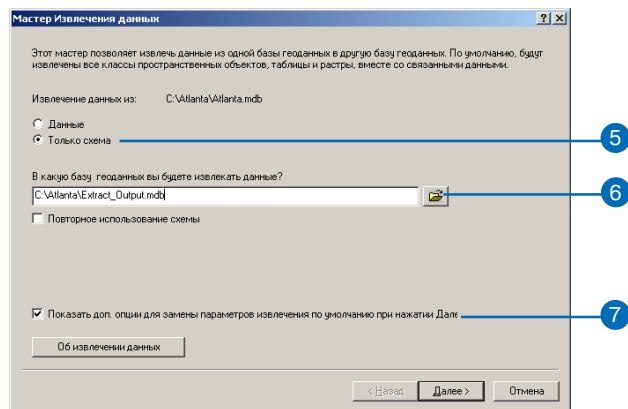 Мастер Извлечения данных
Этот мастер позволяет извлечь данные из одной базы геоданных в другую базу геоданных. По умолчанию, будут
извлечены все классы пространственных объектов, таблицы и растры, вместе со связанными данными.
Извлечение данных из: C:\Atlanta\Atlanta.mdb
Данные
Только схема
5
В какую базу геоданных вы будете извлекать данные?
C:\Atlanta\Extract_Output.mdb
6
Повторное использование схемы
Показать доп. опции для замены параметров извлечения по умолчанию при нажатии Дале
7
Об извлечении данных
< Назад Далее > Отмена